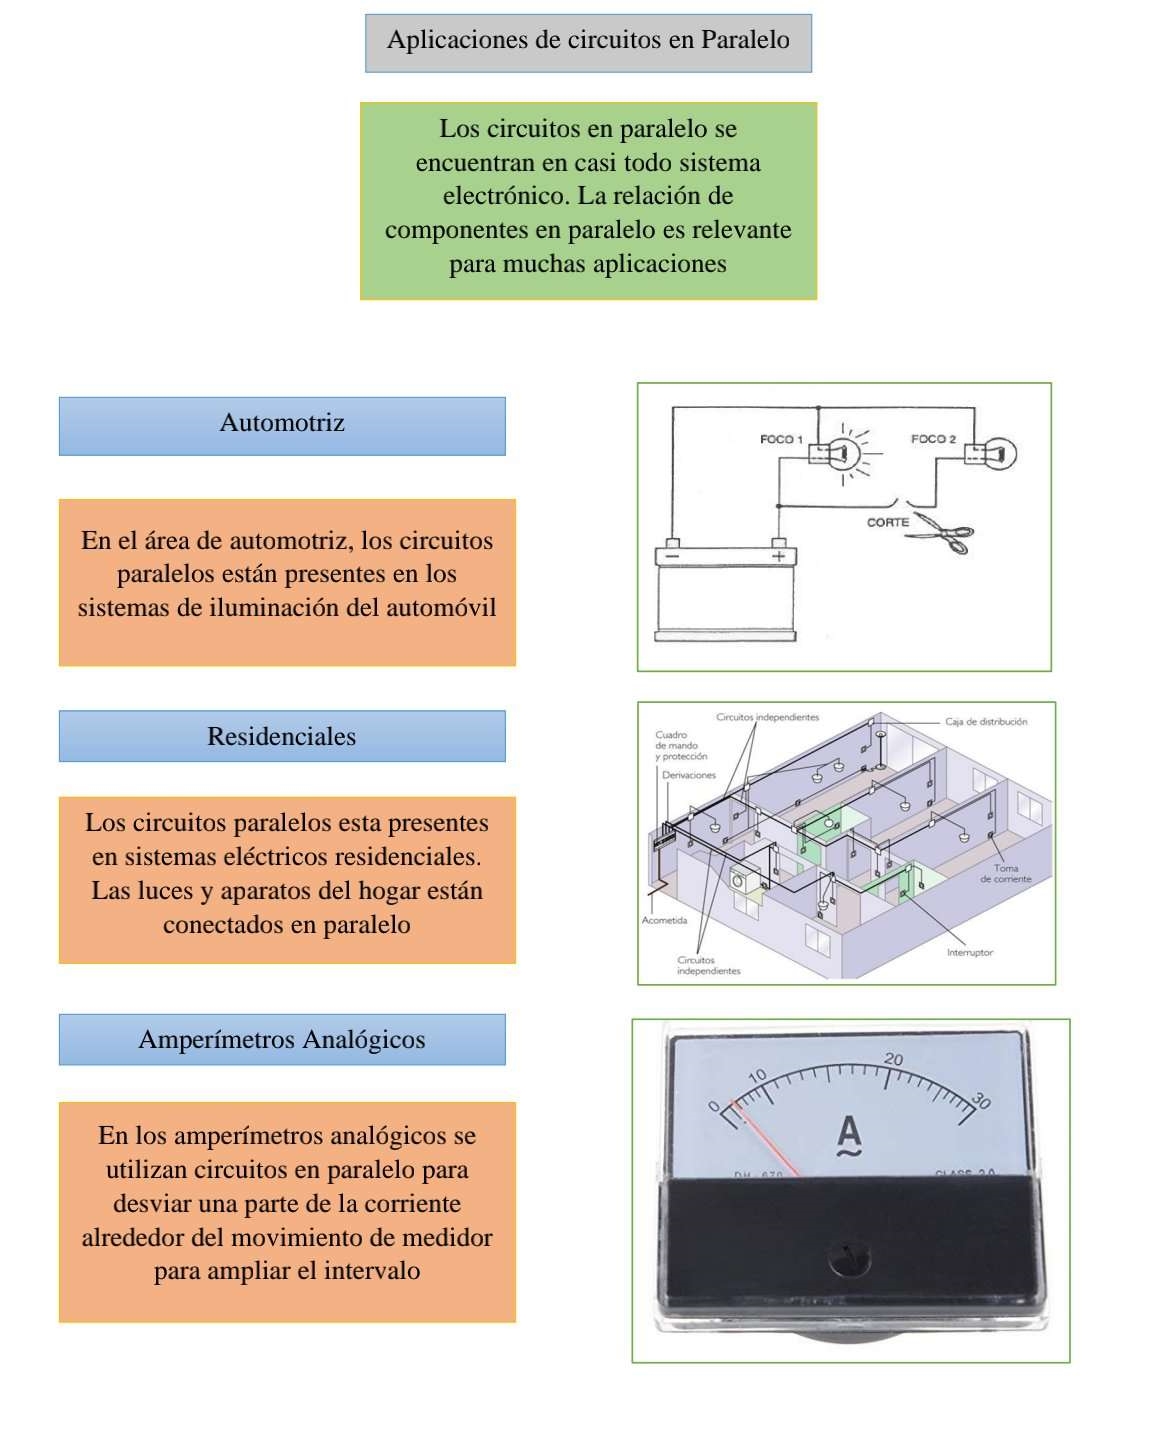 Aplicaciones de circuitos en Paralelo
Los circuitos en paralelo se
encuentran en casi todo sistema
electrónico. La relación de
componentes en paralelo es relevante
para muchas aplicaciones
Automotriz
En el área de automotriz, los circuitos
paralelos están presentes en los
sistemas de iluminación del automóvil
FOCO 1
FOCO 2
CORTE
−
+
Residenciales
Los circuitos paralelos esta presentes
en sistemas eléctricos residenciales.
Las luces y aparatos del hogar están
conectados en paralelo
Circuitos independientes
Caja de distribución
Cuadro
de mando
y protección
Derivaciones
Toma
de corriente
Acometida
Interruptor
Circuitos
independientes
Amperímetros Analógicos
En los amperímetros analógicos se
utilizan circuitos en paralelo para
desviar una parte de la corriente
alrededor del movimiento de medidor
para ampliar el intervalo
0 10 20 30
A
DH-670
CLASS 2.0